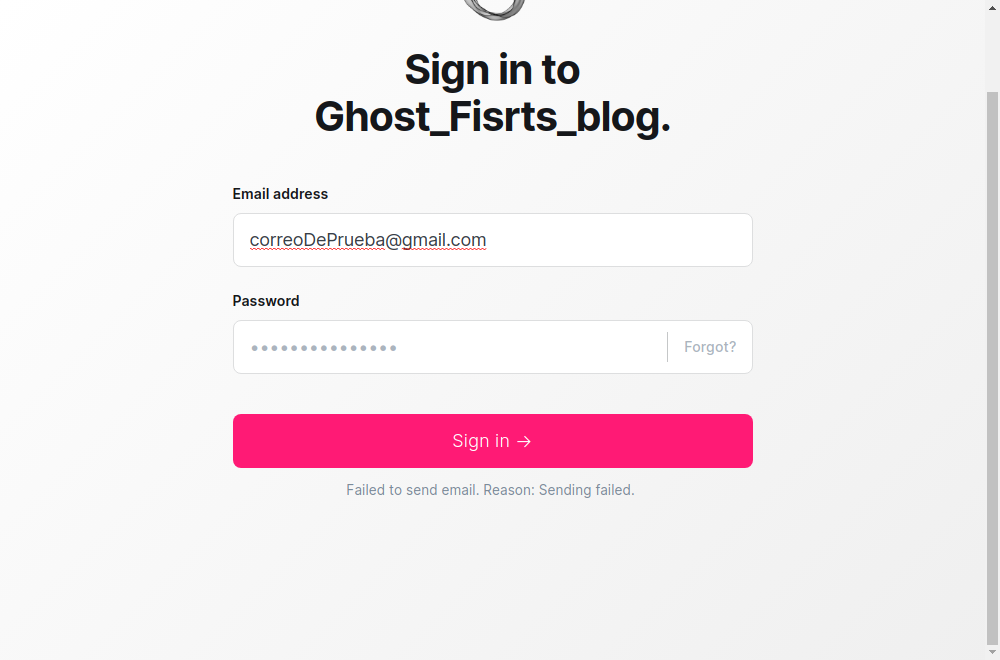 Sign in to
Ghost_Fisrts_blog.
Email address
correoDePrueba@gmail.com
Password
●●●●●●●●●●●●●●● Forgot?
Sign in →
Failed to send email. Reason: Sending failed.